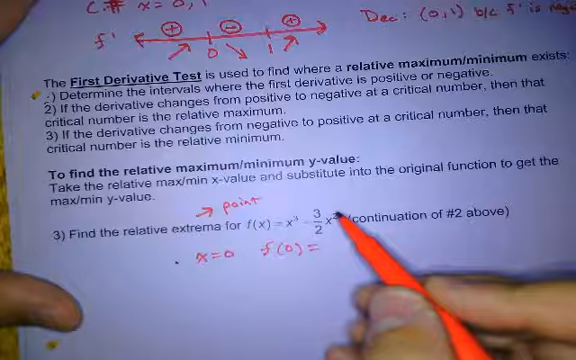 C.# x = 0, 1
Dec: (0,1) b/c f' is neg
+ − +
f' 0 1
The First Derivative Test is used to find where a relative maximum/minimum exists:
1) Determine the intervals where the first derivative is positive or negative.
2) If the derivative changes from positive to negative at a critical number, then that
critical number is the relative maximum.
3) If the derivative changes from negative to positive at a critical number, then that
critical number is the relative minimum.
To find the relative maximum/minimum y-value:
Take the relative max/min x-value and substitute into the original function to get the
max/min y-value.
→ point
3) Find the relative extrema for f(x) = x³ − 3/2 x² (continuation of #2 above)
x=0 f(0) =